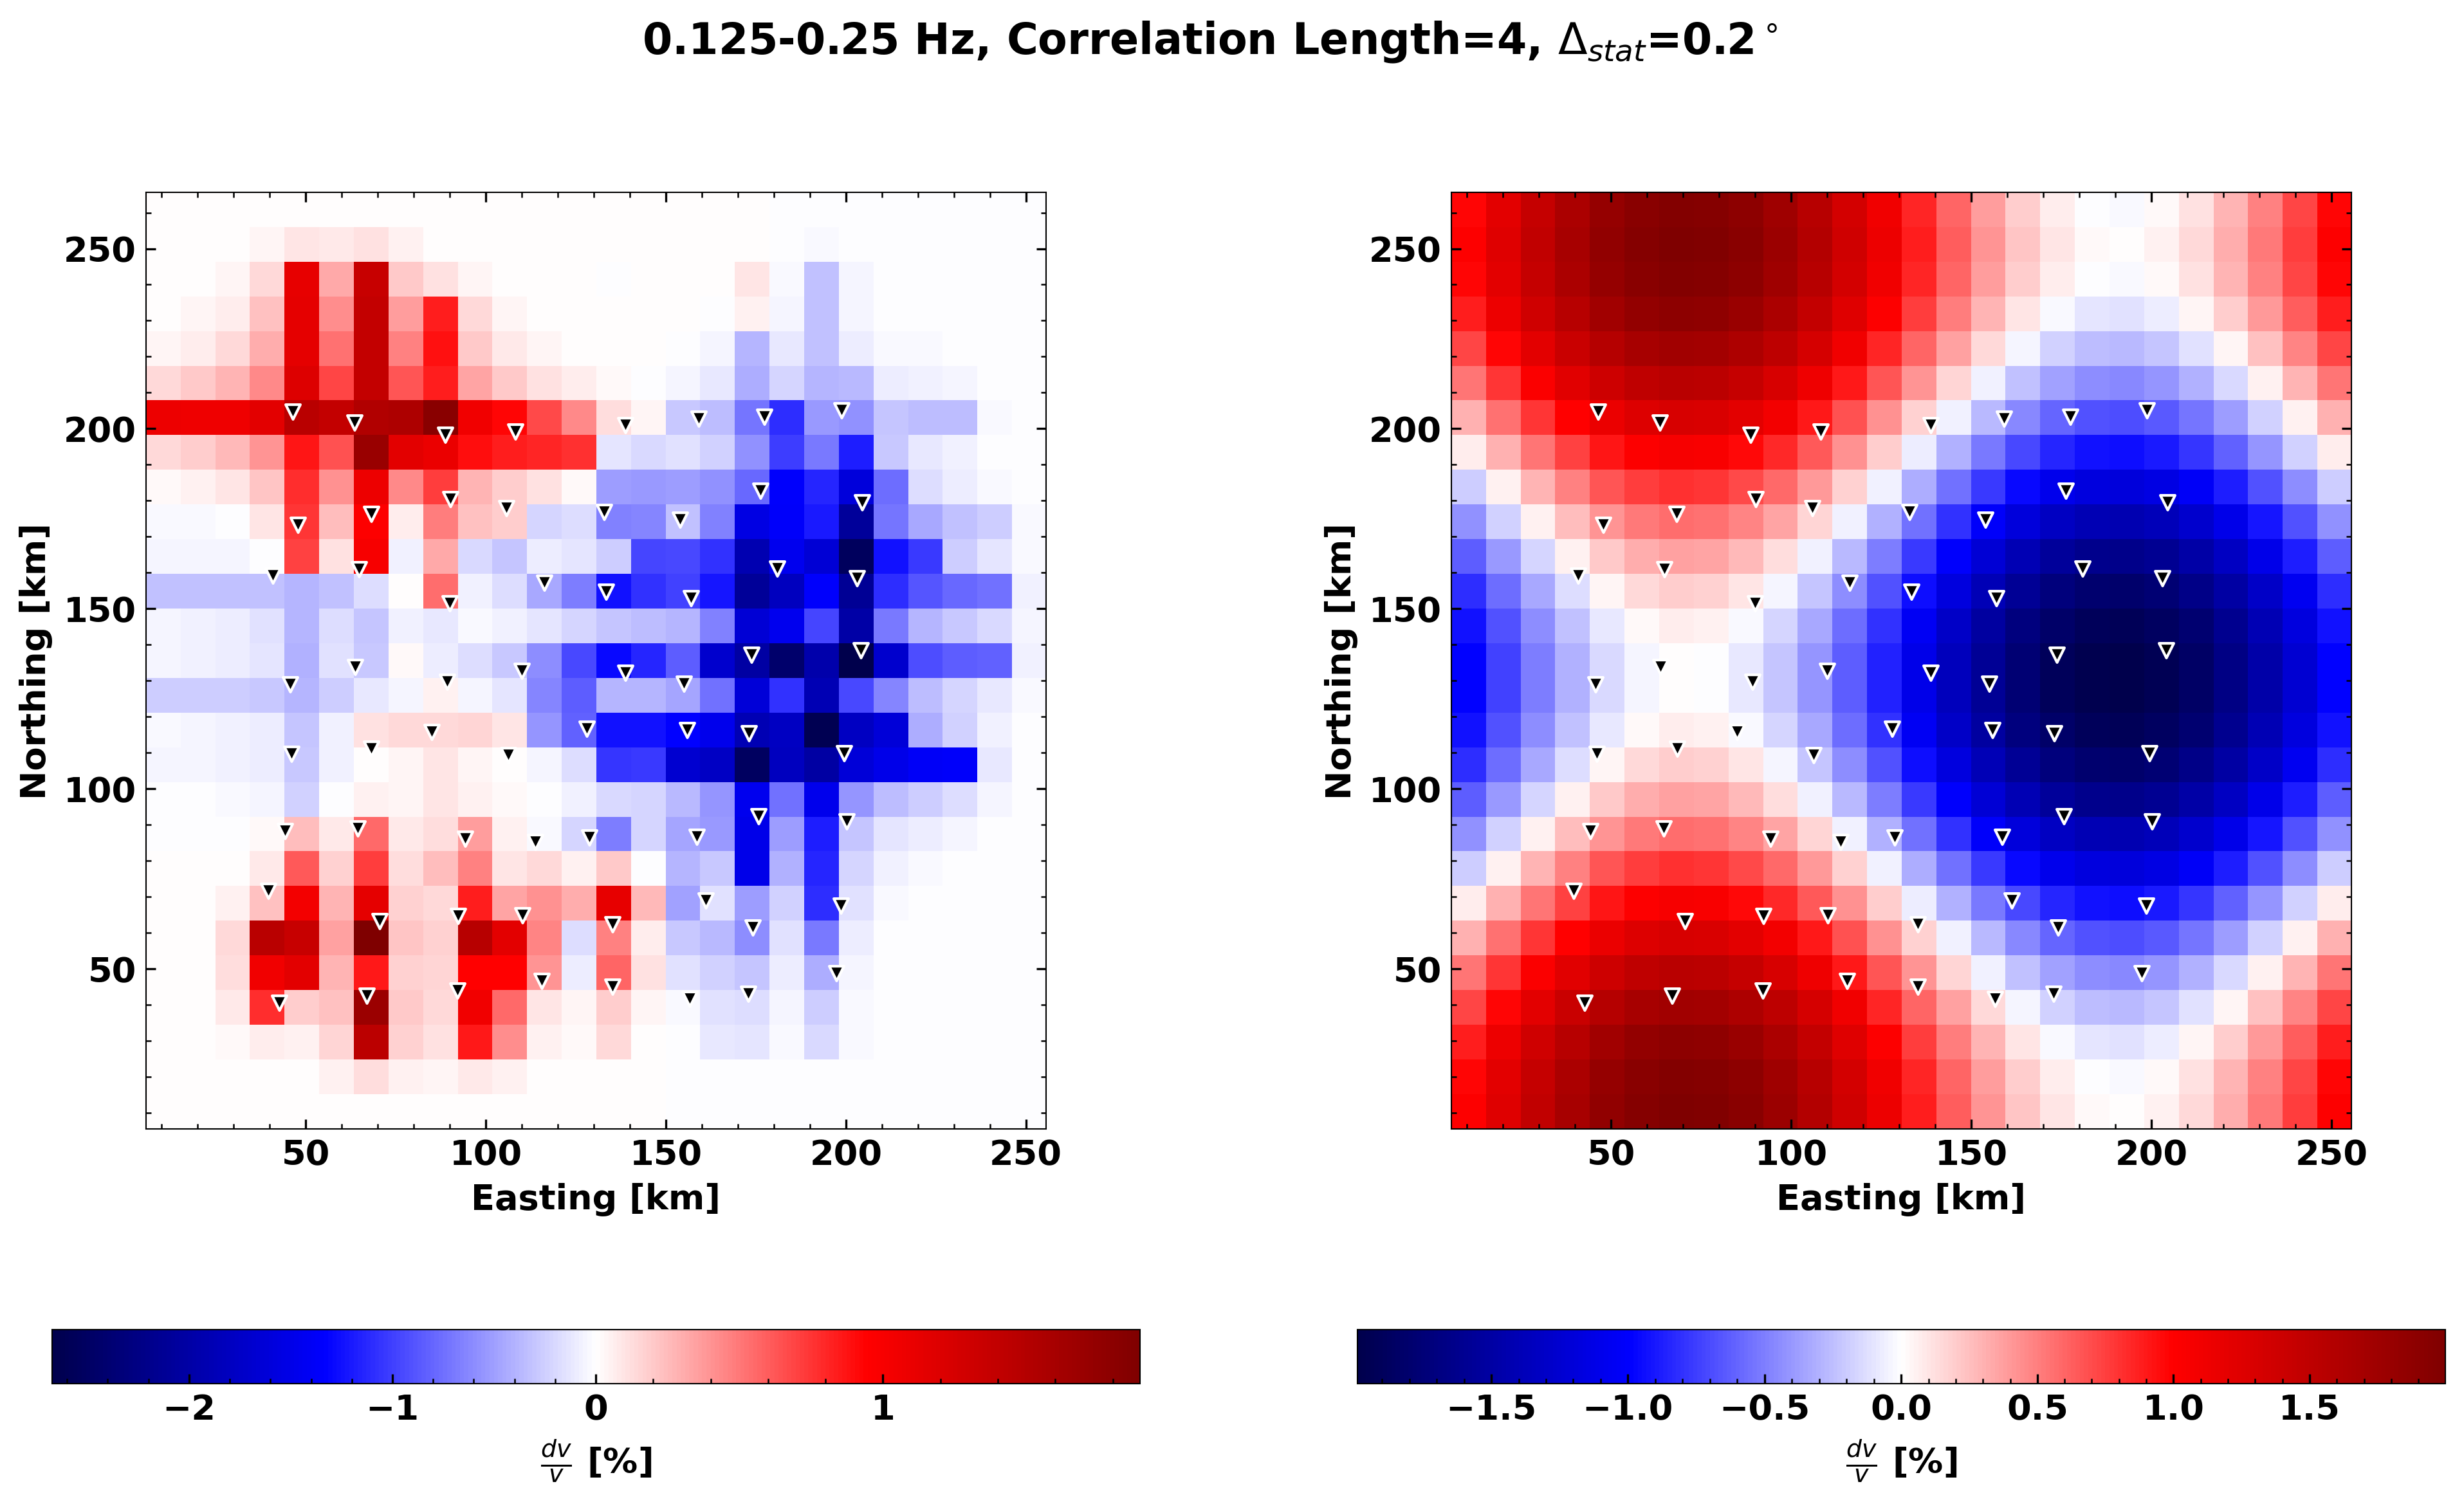 0.125-0.25 Hz, Correlation Length=4, Δstat=0.2°
250
200
150
100
50
Northing [km]
50 100 150 200 250
Easting [km]
−2 −1 0 1
dv/v [%]
250
200
150
100
50
Northing [km]
50 100 150 200 250
Easting [km]
−1.5 −1.0 −0.5 0.0 0.5 1.0 1.5
dv/v [%]